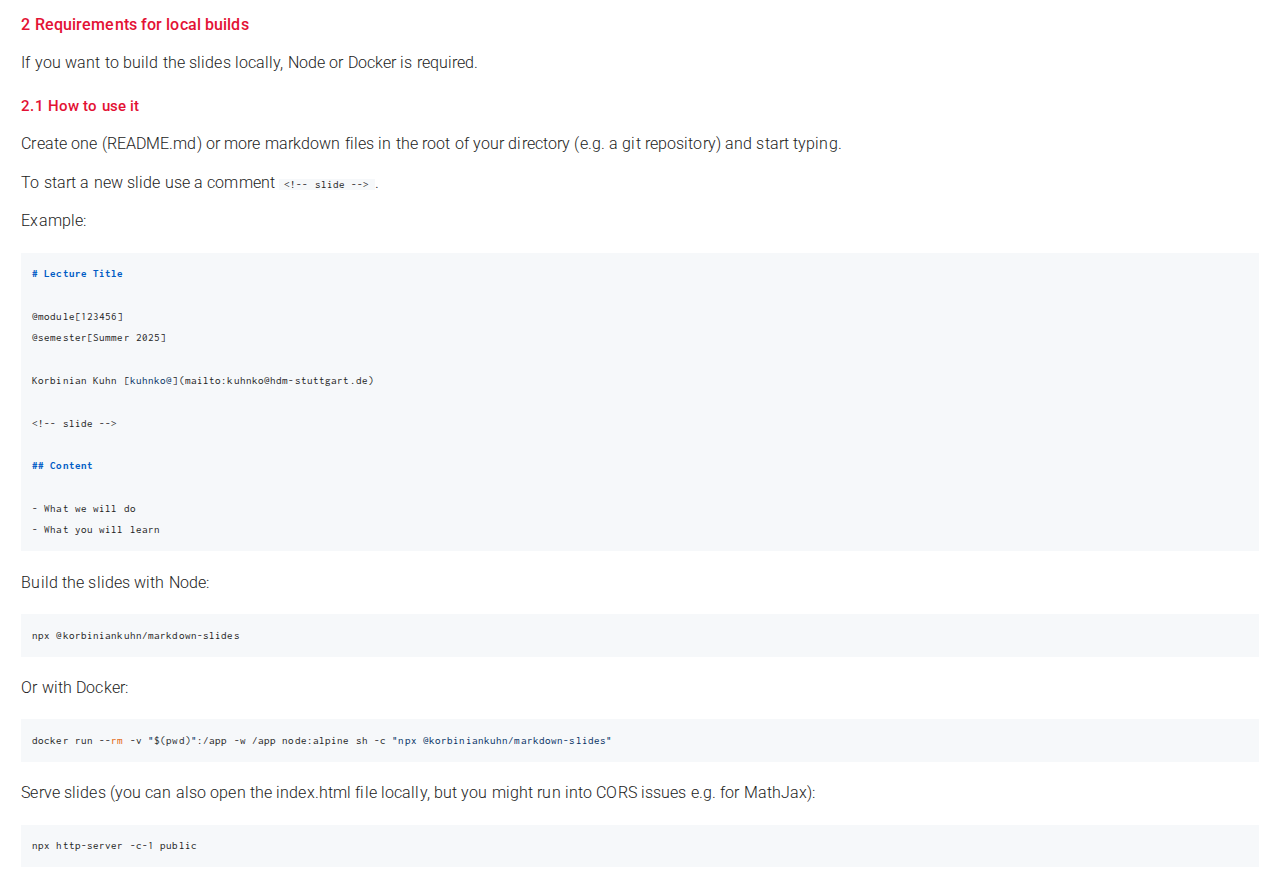 2 Requirements for local builds
If you want to build the slides locally, Node or Docker is required.
2.1 How to use it
Create one (README.md) or more markdown files in the root of your directory (e.g. a git repository) and start typing.
To start a new slide use a comment <!-- slide --> .
Example:
# Lecture Title
@module[123456]
@semester[Summer 2025]
Korbinian Kuhn [kuhnko@](mailto:kuhnko@hdm-stuttgart.de)
<!-- slide -->
## Content
- What we will do
- What you will learn
Build the slides with Node:
npx @korbiniankuhn/markdown-slides
Or with Docker:
docker run --rm -v "$(pwd)":/app -w /app node:alpine sh -c "npx @korbiniankuhn/markdown-slides"
Serve slides (you can also open the index.html file locally, but you might run into CORS issues e.g. for MathJax):
npx http-server -c-1 public